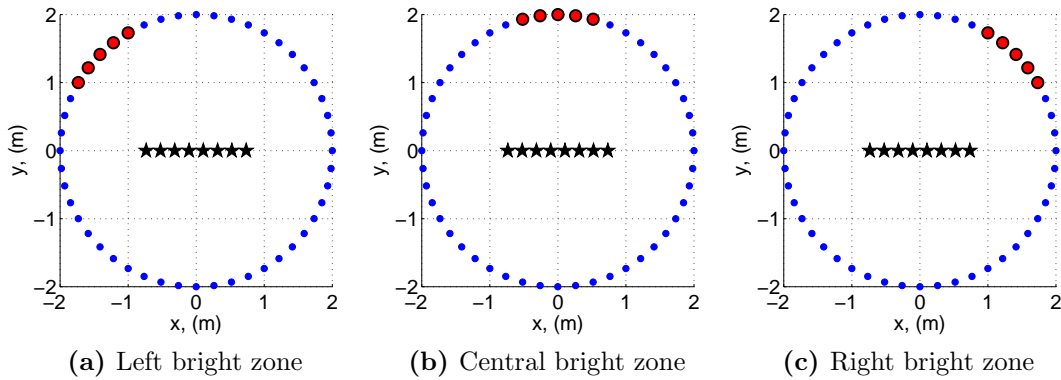 2 2 2
1 1 1
y, (m) 0 y, (m) 0 y, (m) 0
−1 −1 −1
−2 −2 −2
−2 −1 0 1 2 −2 −1 0 1 2 −2 −1 0 1 2
x, (m) x, (m) x, (m)
(a) Left bright zone (b) Central bright zone (c) Right bright zone